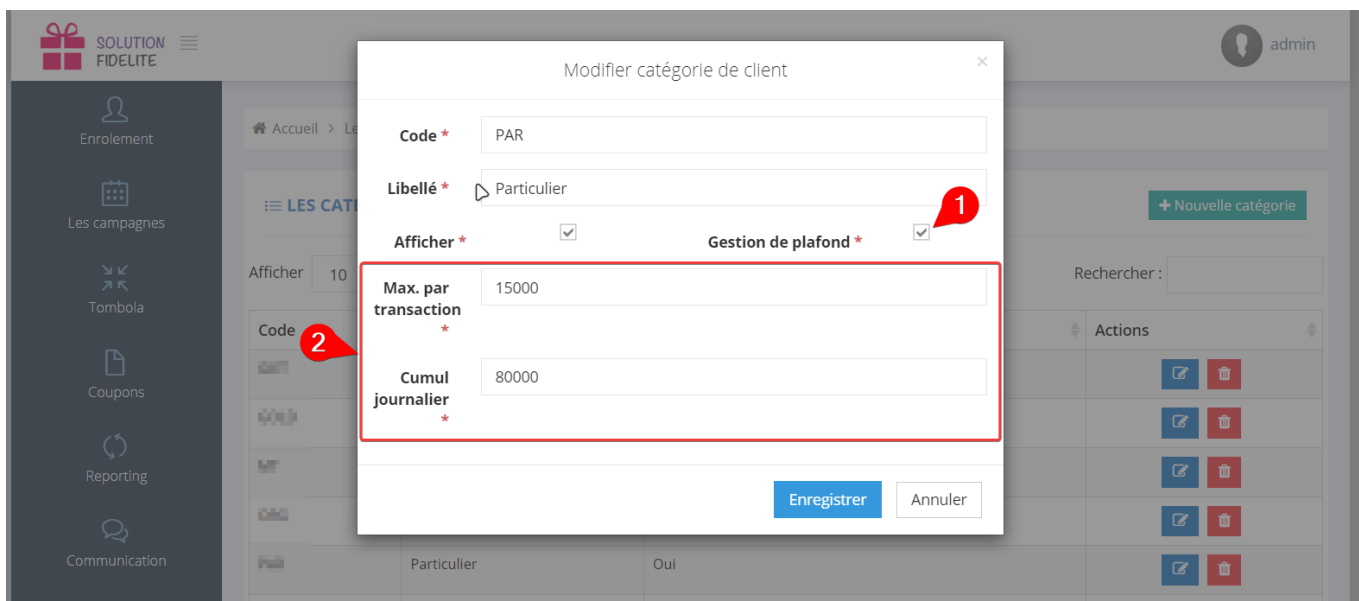 SOLUTION
FIDELITE
admin
Modifier catégorie de client
×
Enrolement
Accueil > Le
Code *
PAR
Libellé *
Particulier
1
Les campagnes
LES CATÉ
+ Nouvelle catégorie
Afficher *
Gestion de plafond *
Afficher 10
Rechercher :
Max. par
transaction
*
15000
Tombola
Code
Actions
2
Cumul
journalier
*
80000
Coupons
Reporting
Enregistrer
Annuler
Communication
Particulier
Oui